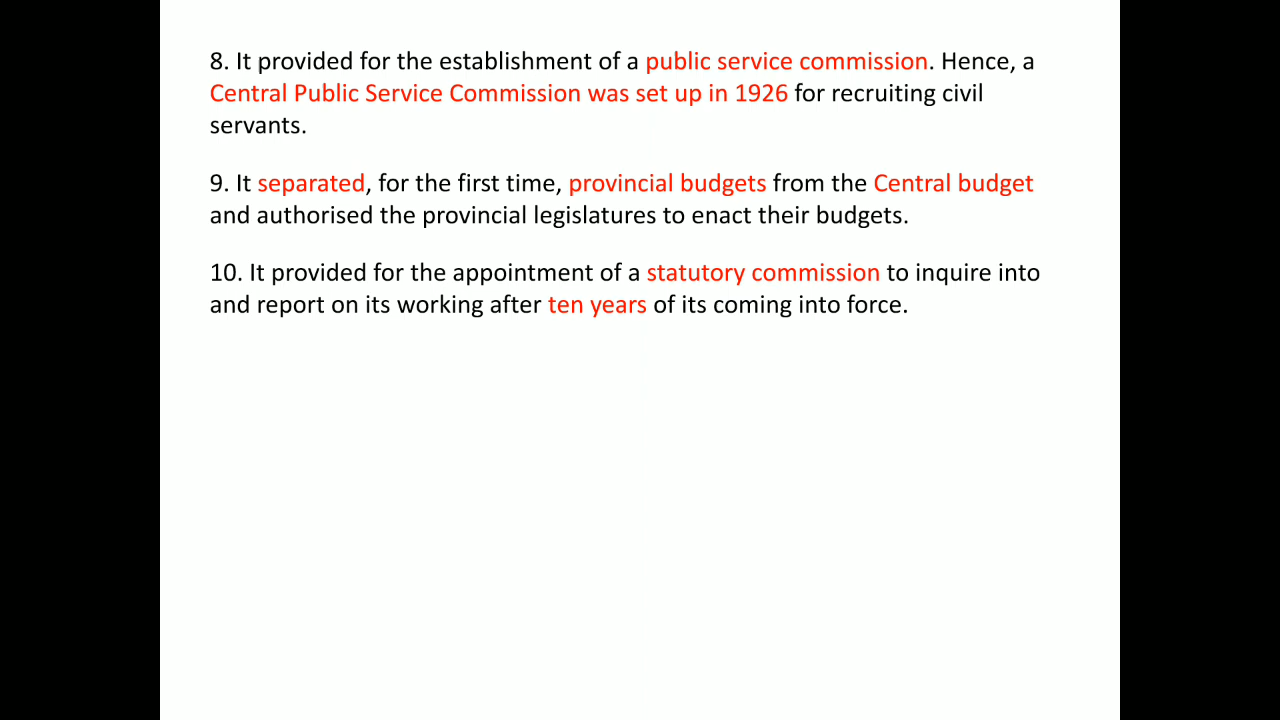 8. It provided for the establishment of a public service commission. Hence, a
Central Public Service Commission was set up in 1926 for recruiting civil
servants.
9. It separated, for the first time, provincial budgets from the Central budget
and authorised the provincial legislatures to enact their budgets.
10. It provided for the appointment of a statutory commission to inquire into
and report on its working after ten years of its coming into force.